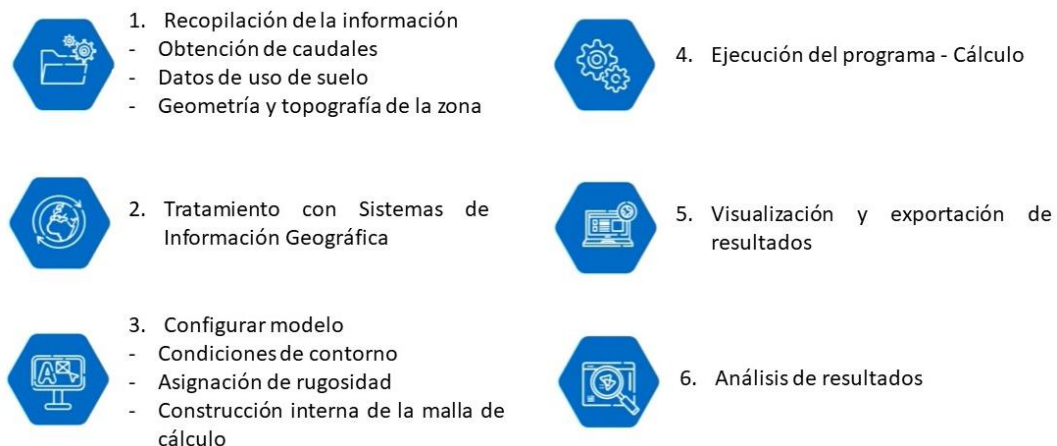 1. Recopilación de la información
- Obtención de caudales
- Datos de uso de suelo
- Geometría y topografía de la zona
2. Tratamiento con Sistemas de
Información Geográfica
3. Configurar modelo
- Condiciones de contorno
- Asignación de rugosidad
- Construcción interna de la malla de
cálculo
4. Ejecución del programa - Cálculo
5. Visualización y exportación de
resultados
6. Análisis de resultados